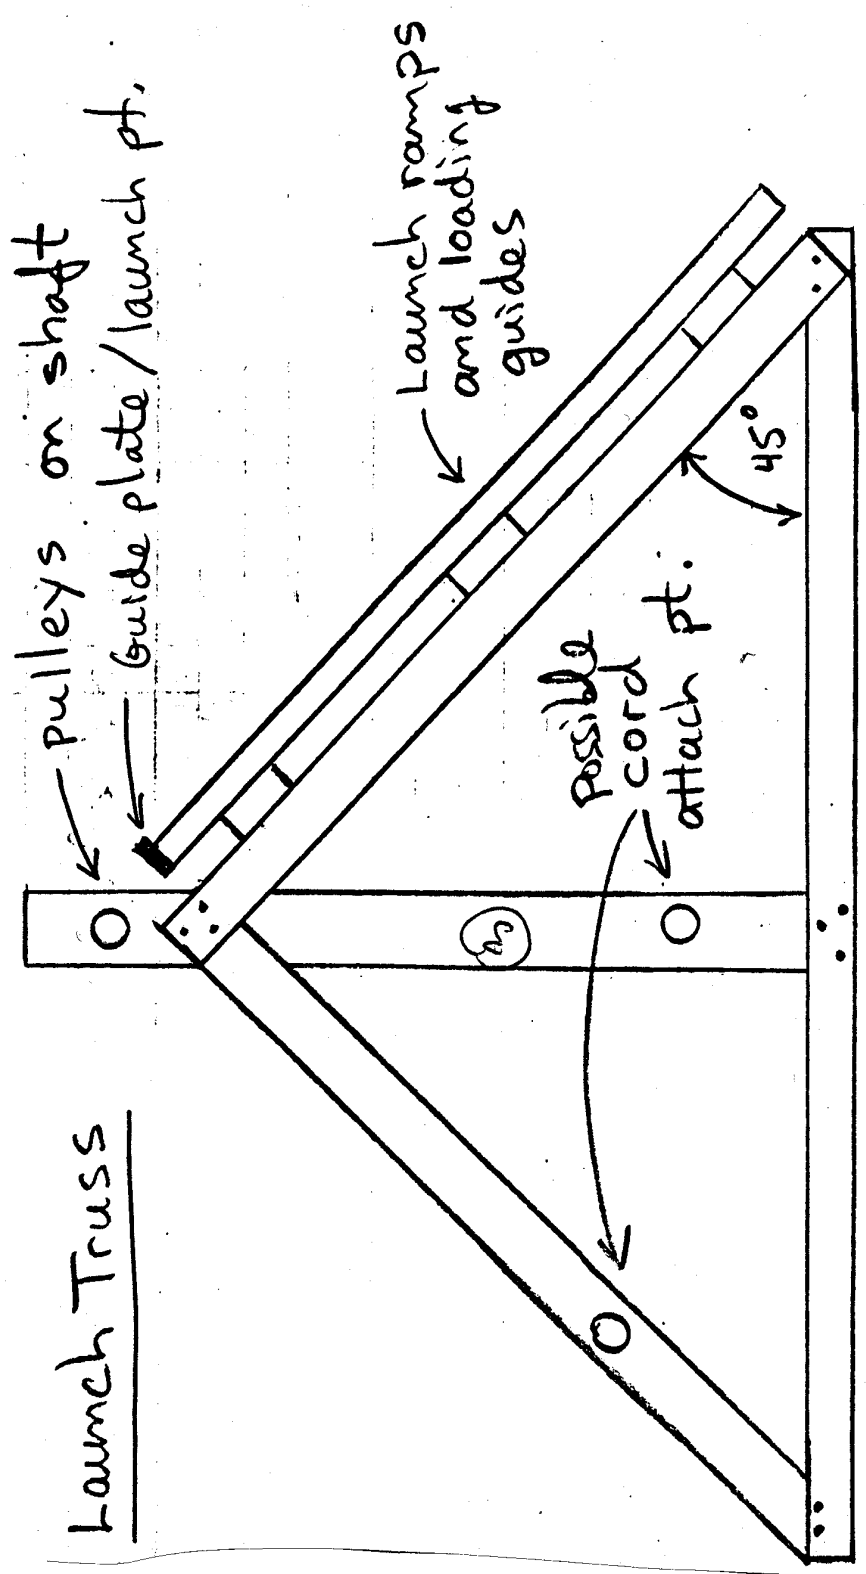 Launch Truss
pulleys on shaft
Guide plate/launch pt.
Launch ramps
and loading
guides
Possible
cord
attach pt.
45°